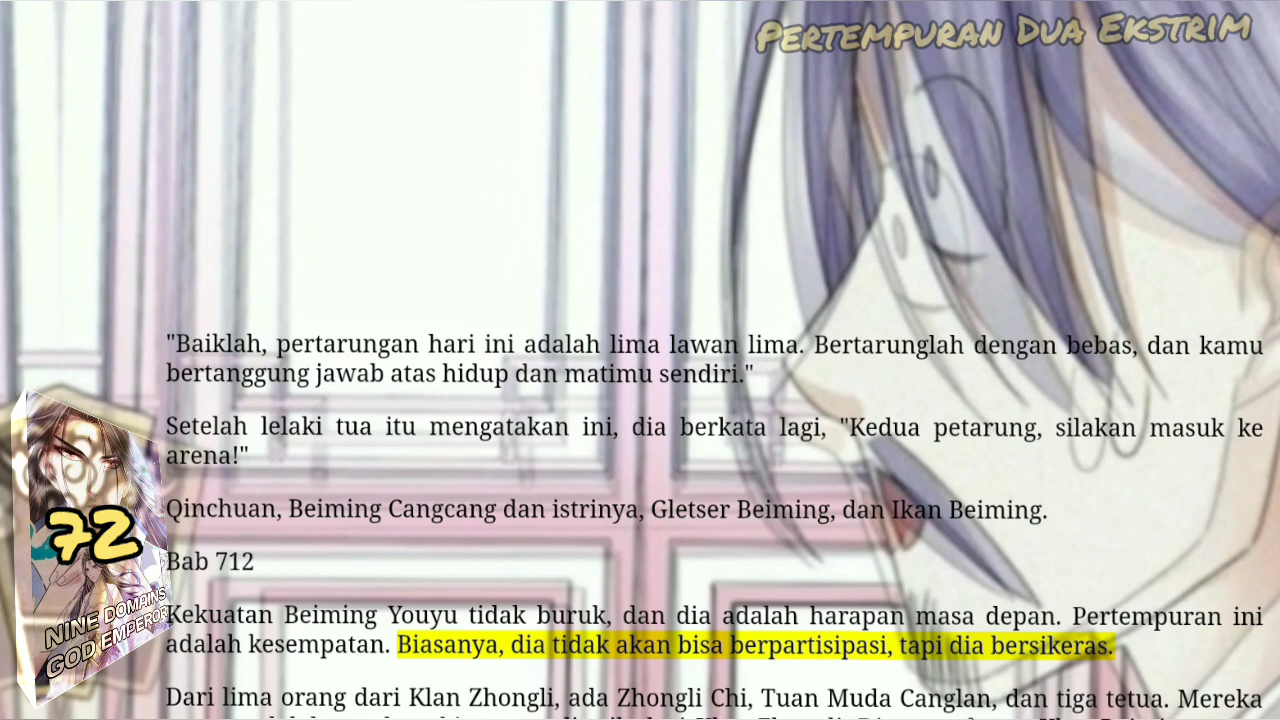 Pertempuran Dua Ekstrim
"Baiklah, pertarungan hari ini adalah lima lawan lima. Bertarunglah dengan bebas, dan kamu
bertanggung jawab atas hidup dan matimu sendiri."
Setelah lelaki tua itu mengatakan ini, dia berkata lagi, "Kedua petarung, silakan masuk ke
arena!"
Qinchuan, Beiming Cangcang dan istrinya, Gletser Beiming, dan Ikan Beiming.
72
Bab 712
NINE DOMAINS
GOD EMPEROR
Kekuatan Beiming Youyu tidak buruk, dan dia adalah harapan masa depan. Pertempuran ini
adalah kesempatan. Biasanya, dia tidak akan bisa berpartisipasi, tapi dia bersikeras.
Dari lima orang dari Klan Zhongli, ada Zhongli Chi, Tuan Muda Canglan, dan tiga tetua. Mereka